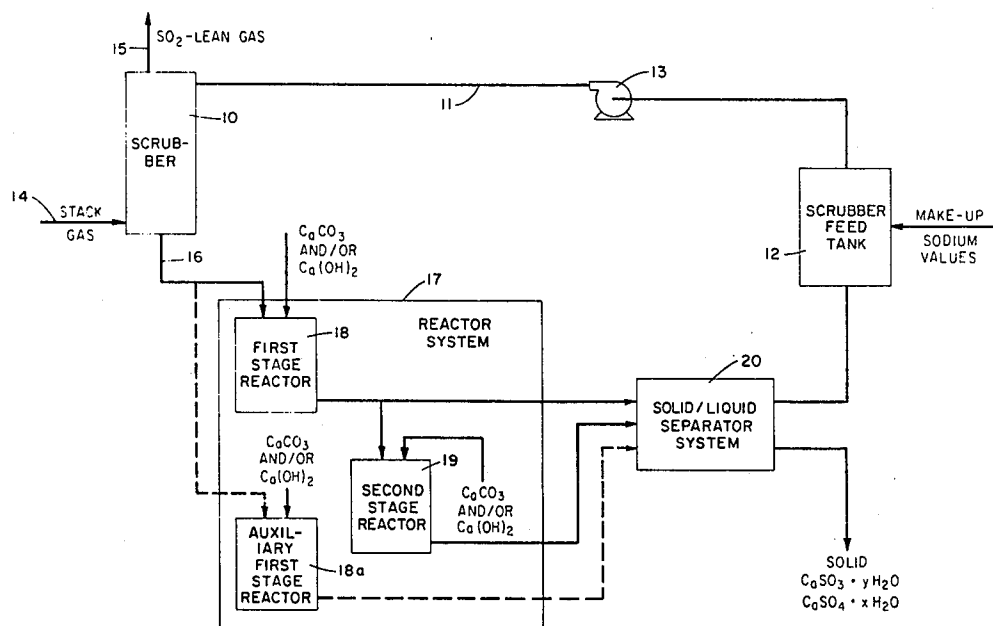 SO2-LEAN GAS
15
13
11
10
SCRUB-
BER
14
STACK
GAS
SCRUBBER
FEED
TANK
12
MAKE-UP
SODIUM
VALUES
16
CaCO3
AND/OR
Ca(OH)2
17
REACTOR
SYSTEM
18
FIRST
STAGE
REACTOR
20
SOLID/LIQUID
SEPARATOR
SYSTEM
CaCO3
AND/OR
Ca(OH)2
19
SECOND
STAGE
REACTOR
CaCO3
AND/OR
Ca(OH)2
AUXIL-
IARY
FIRST
STAGE
REACTOR
18a
SOLID
CaSO3 • yH2O
CaSO4 • xH2O